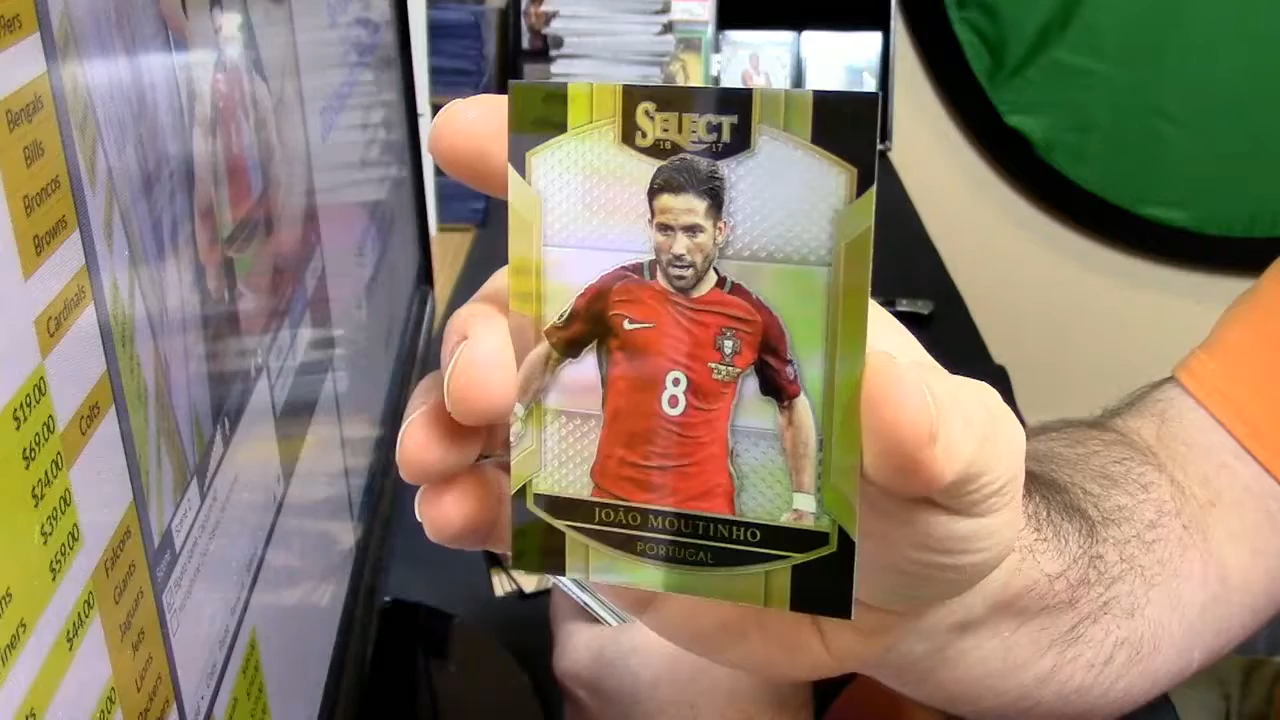 SELECT
16 17
8
JOÃO MOUTINHO
PORTUGAL
Bengals
Bills
Broncos
Browns
Cardinals
Colts
Falcons
Giants
Jaguars
Jets
Lions
$19.00
$69.00
$24.00
$39.00
$59.00
$44.00